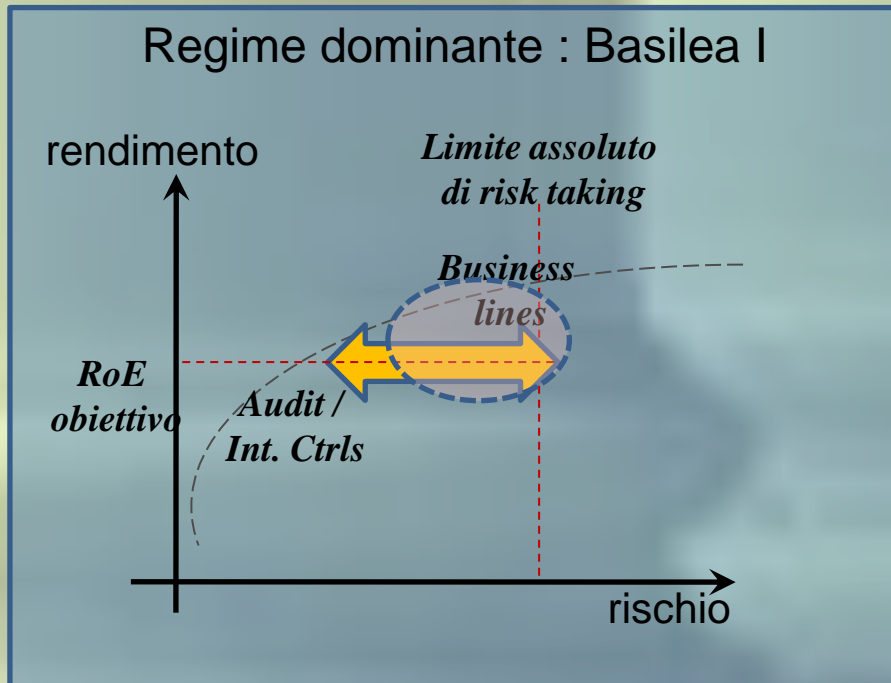 Regime dominante : Basilea I
rendimento
Limite assoluto
di risk taking
Business
lines
RoE
obiettivo
Audit /
Int. Ctrls
rischio